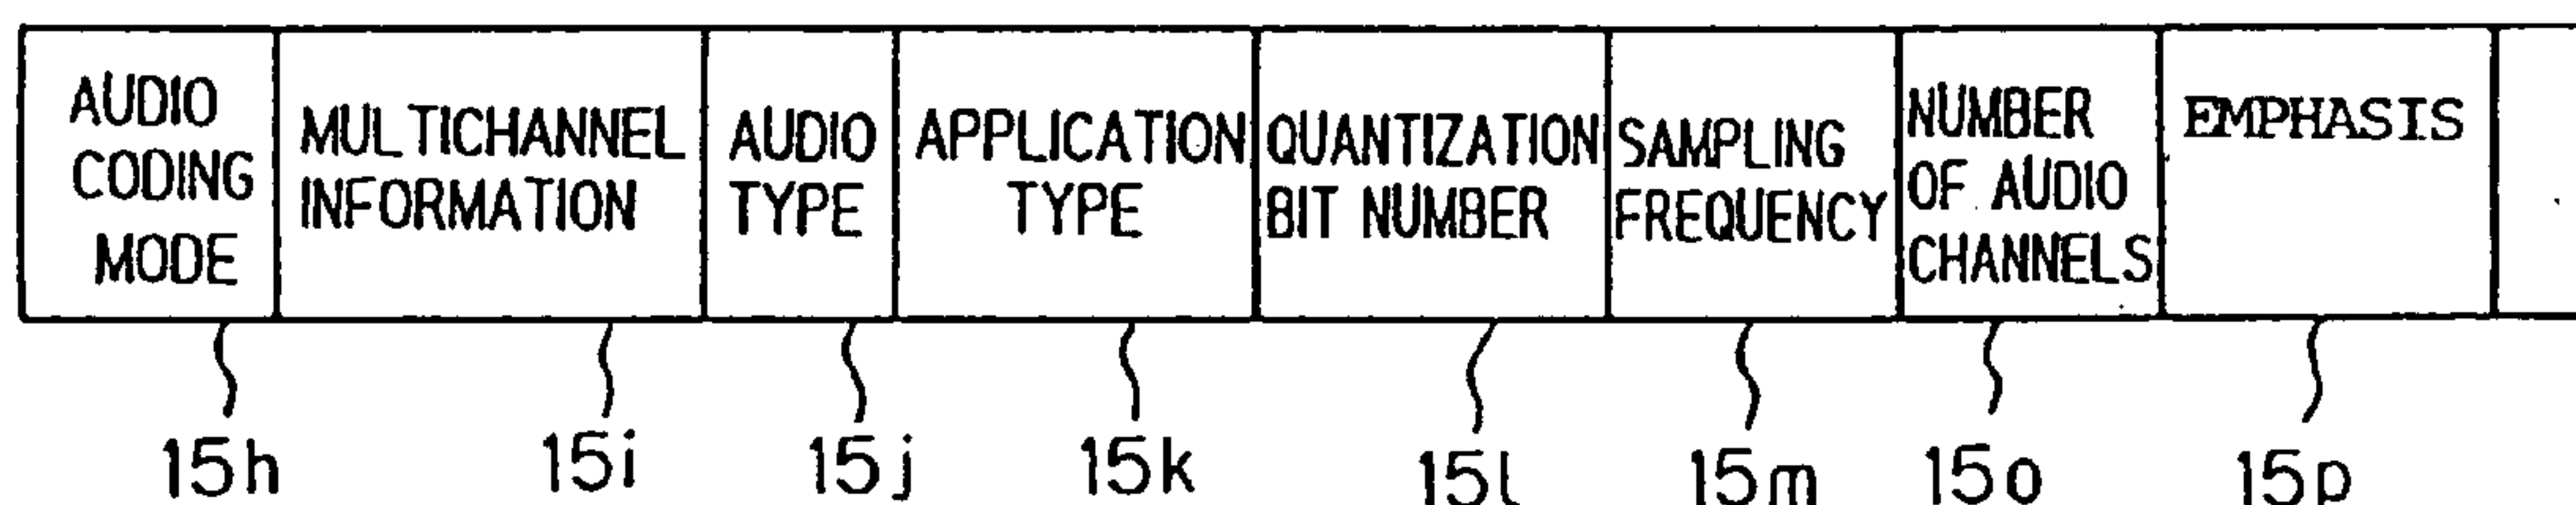 AUDIO
CODING
MODE
MULTICHANNEL
INFORMATION
AUDIO
TYPE
APPLICATION
TYPE
QUANTIZATION
BIT NUMBER
SAMPLING
FREQUENCY
NUMBER
OF AUDIO
CHANNELS
EMPHASIS
15h
15i
15j
15k
15l
15m
15o
15p